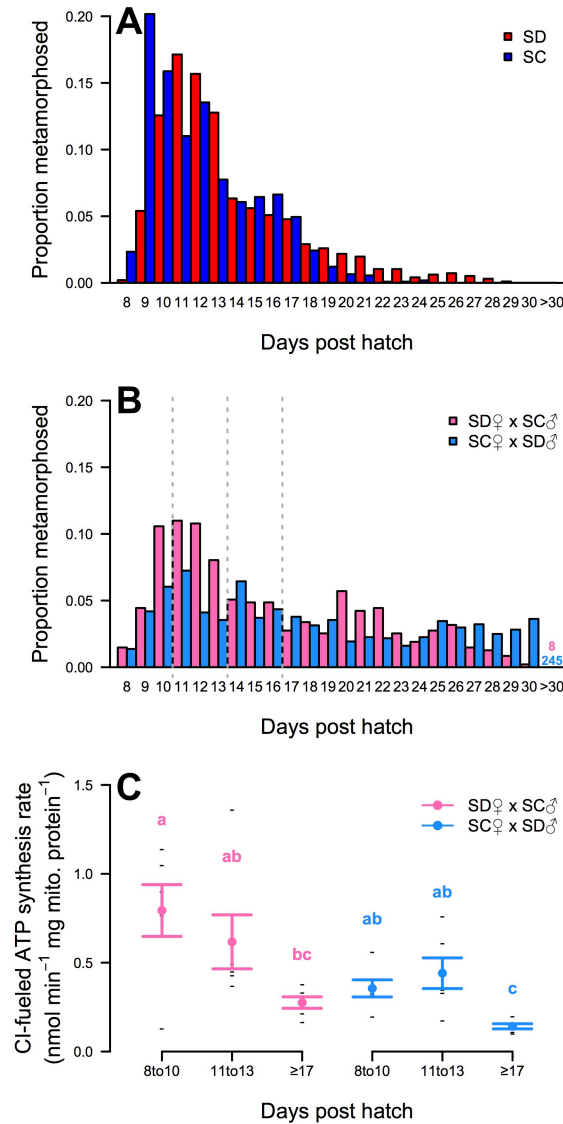 A
SD
SC
Proportion metamorphosed
0.20
0.15
0.10
0.05
0.00
8 9 10 11 12 13 14 15 16 17 18 19 20 21 22 23 24 25 26 27 28 29 30 >30
Days post hatch
B
SD♀ x SC♂
SC♀ x SD♂
Proportion metamorphosed
0.20
0.15
0.10
0.05
0.00
8
245
8 9 10 11 12 13 14 15 16 17 18 19 20 21 22 23 24 25 26 27 28 29 30 >30
Days post hatch
C
SD♀ x SC♂
SC♀ x SD♂
CI-fueled ATP synthesis rate
(nmol min⁻¹ mg mito. protein⁻¹)
1.5
1.0
0.5
0.0
a
ab
bc
ab
ab
c
8to10 11to13 ≥17 8to10 11to13 ≥17
Days post hatch